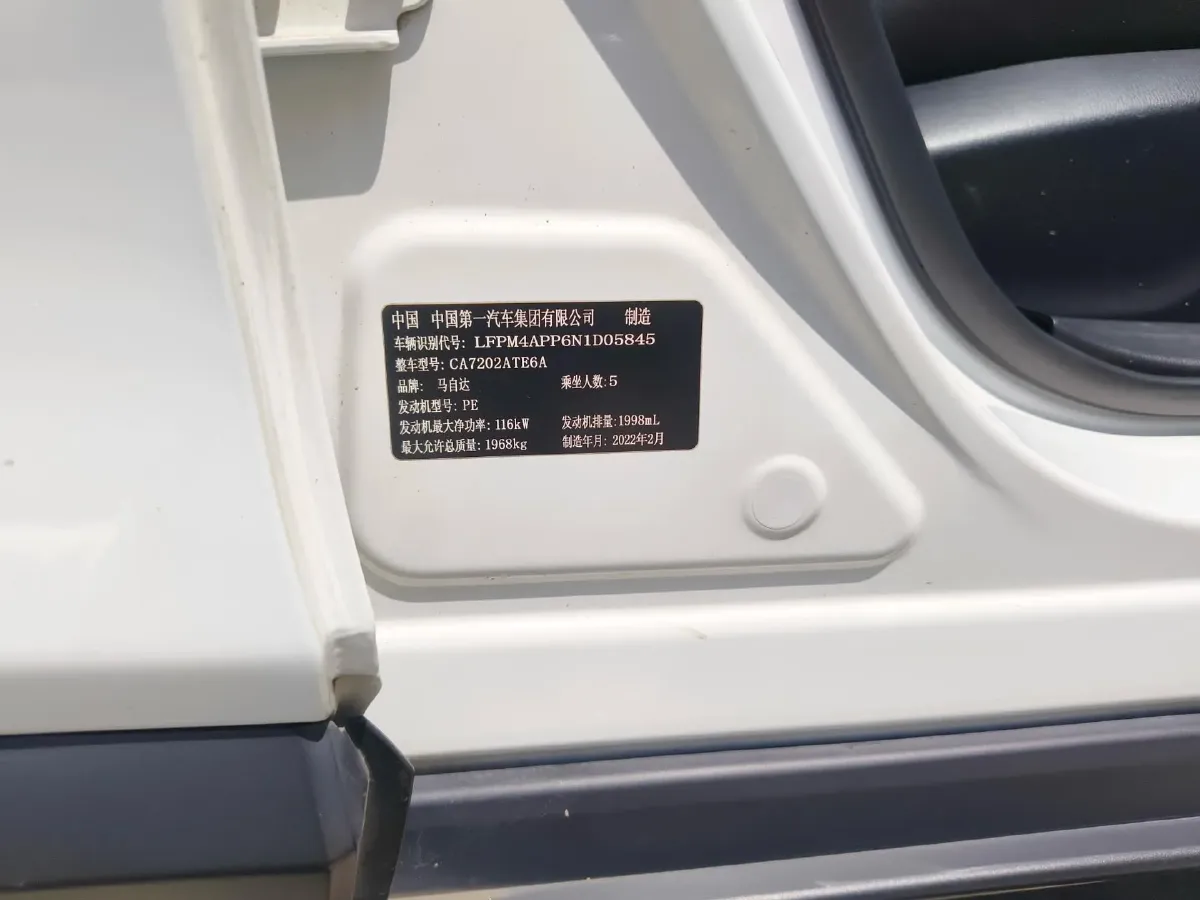 中国 中国第一汽车集团有限公司 制造
车辆识别代号: LFPM4APP6N1D05845
整车型号: CA7202ATE6A
品牌: 马自达 乘坐人数: 5
发动机型号: PE
发动机最大净功率: 116kW 发动机排量: 1998mL
最大允许总质量: 1968kg 制造年月: 2022年2月